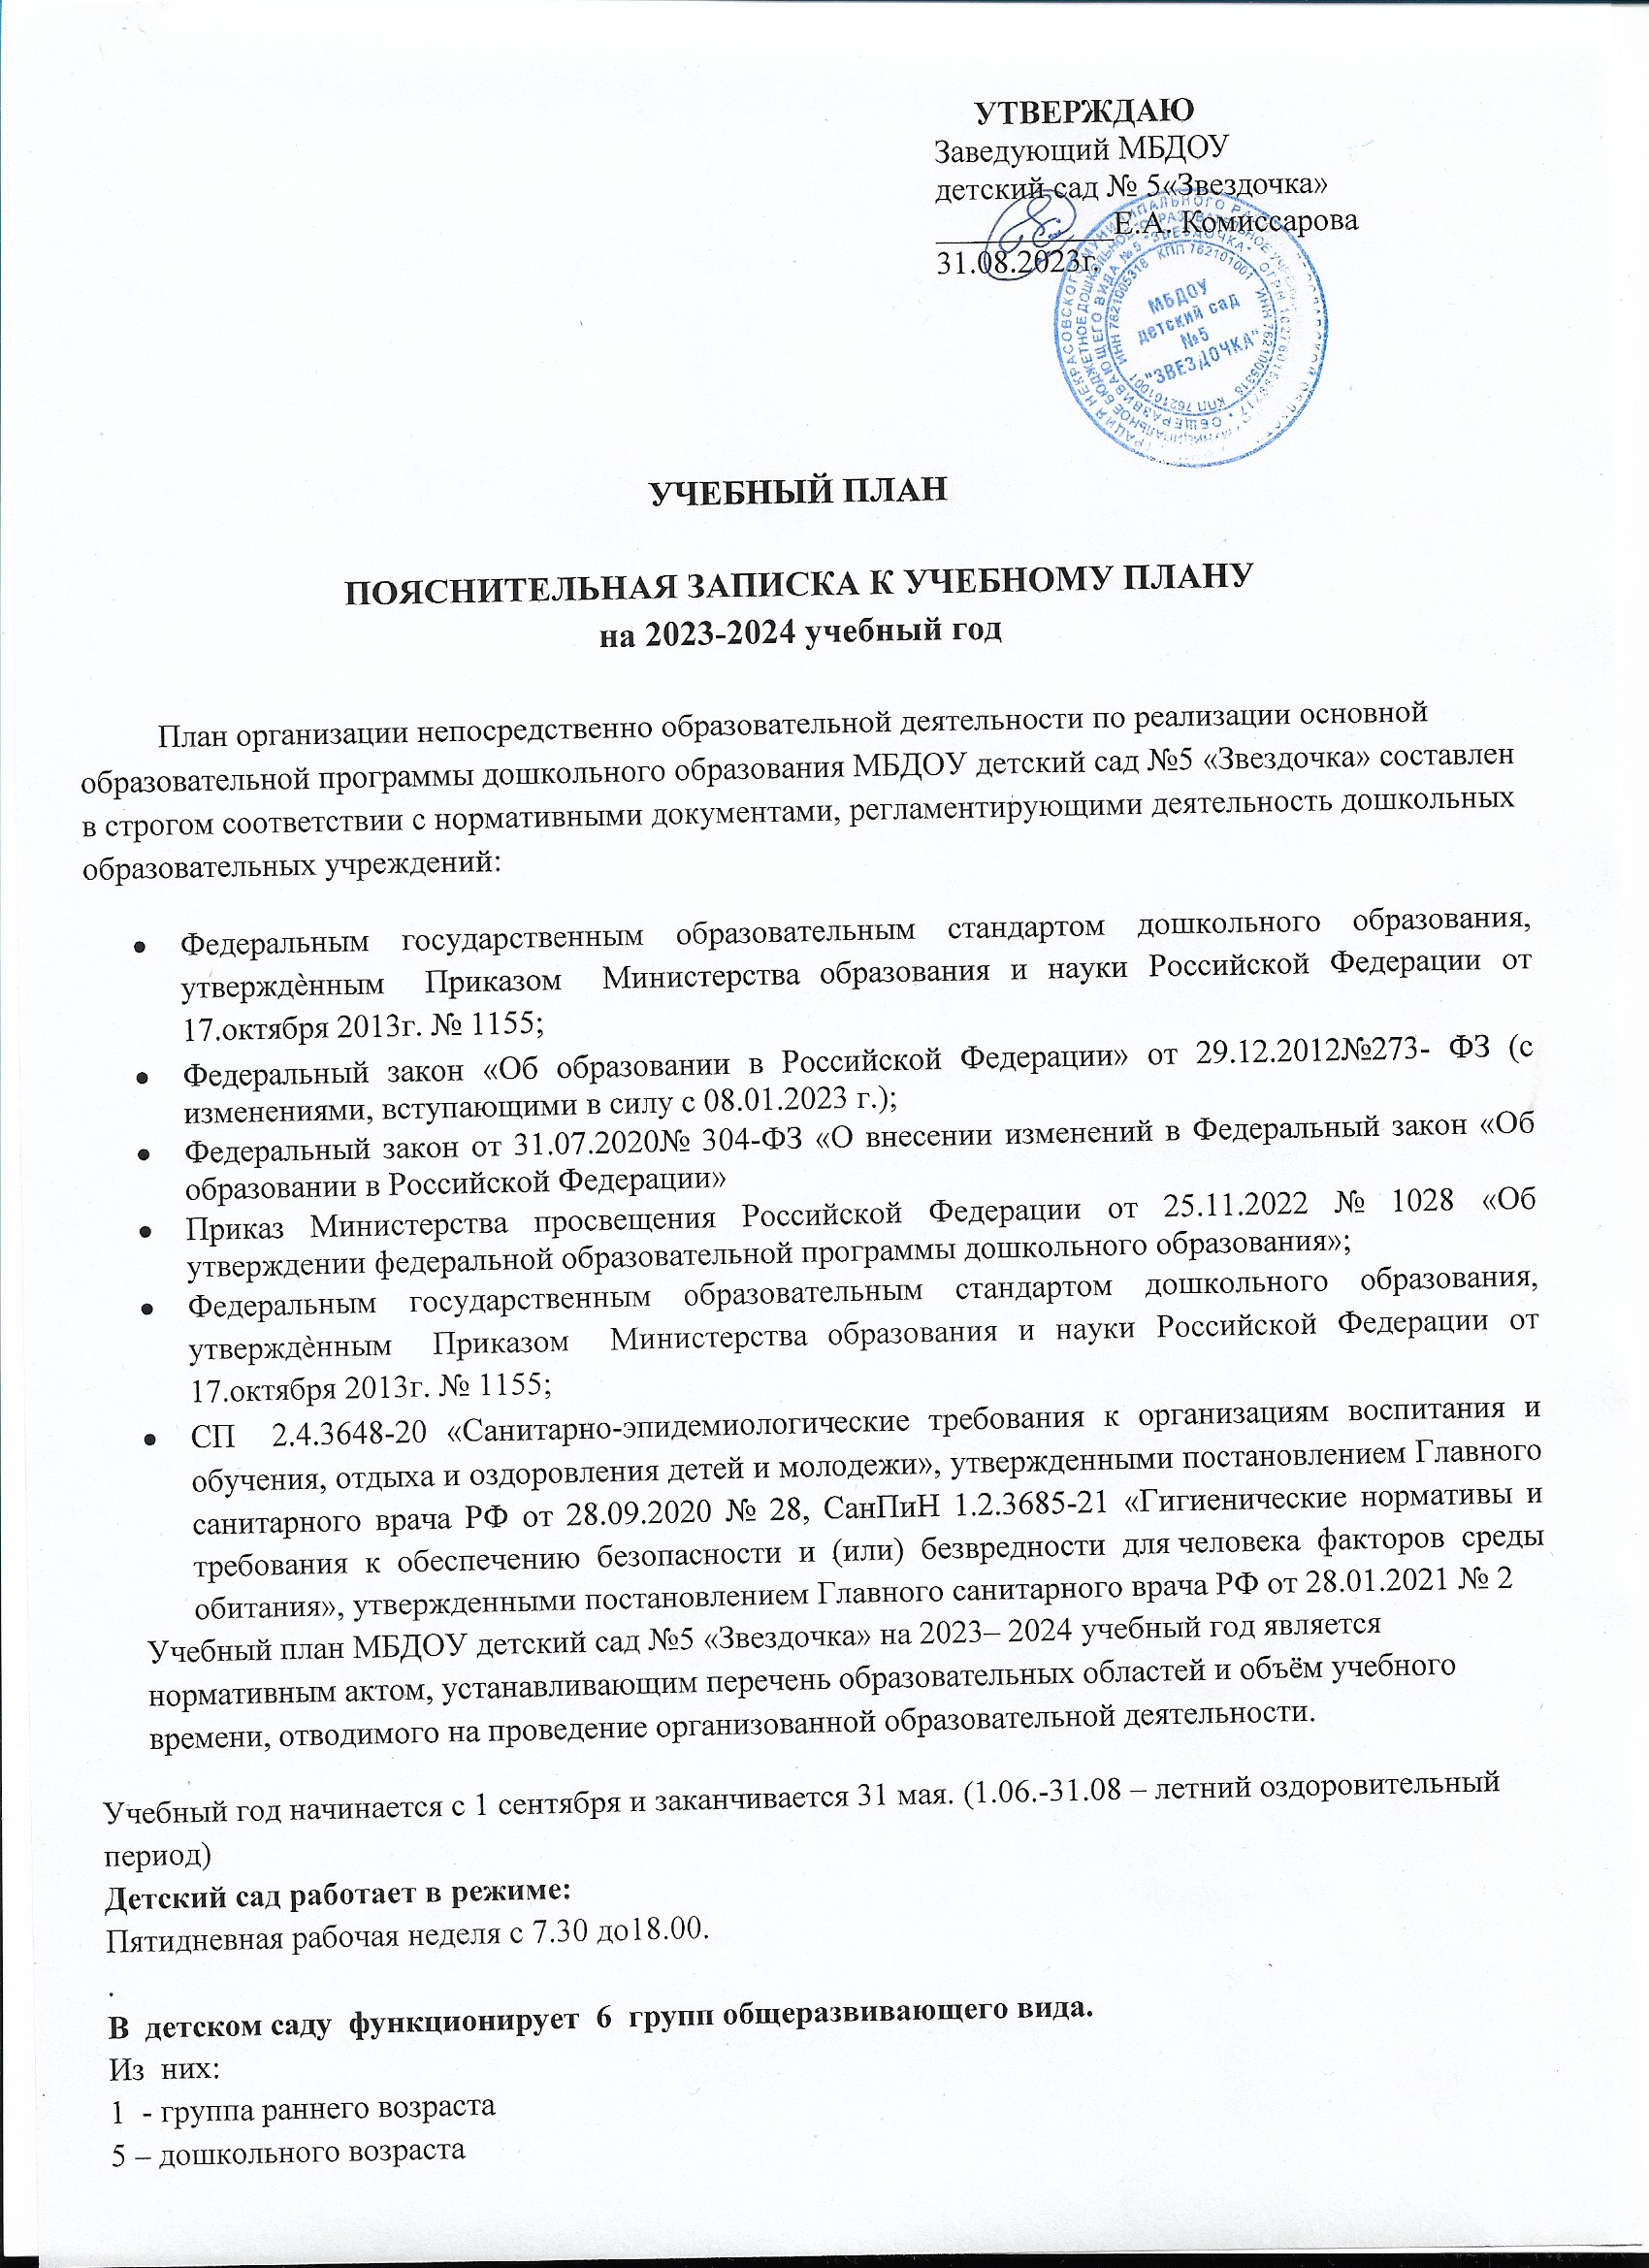 УТВЕРЖДАЮ
Заведующий МБДОУ
детский сад № 5«Звездочка»
____________Е.А. Комиссарова
31.08.2023г.
МБДОУ
детский сад
№5
"ЗВЕЗДОЧКА"
ИНН 7621005318 КПП 762101001 ИНН 7621005318 КПП 762101001
УЧЕБНЫЙ ПЛАН
ПОЯСНИТЕЛЬНАЯ ЗАПИСКА К УЧЕБНОМУ ПЛАНУ
на 2023-2024 учебный год
План организации непосредственно образовательной деятельности по реализации основной
образовательной программы дошкольного образования МБДОУ детский сад №5 «Звездочка» составлен
в строгом соответствии с нормативными документами, регламентирующими деятельность дошкольных
образовательных учреждений:
• Федеральным государственным образовательным стандартом дошкольного образования,
утверждѐнным Приказом Министерства образования и науки Российской Федерации от
17.октября 2013г. № 1155;
• Федеральный закон «Об образовании в Российской Федерации» от 29.12.2012№273- ФЗ (с
изменениями, вступающими в силу с 08.01.2023 г.);
• Федеральный закон от 31.07.2020№ 304-ФЗ «О внесении изменений в Федеральный закон «Об
образовании в Российской Федерации»
• Приказ Министерства просвещения Российской Федерации от 25.11.2022 № 1028 «Об
утверждении федеральной образовательной программы дошкольного образования»;
• Федеральным государственным образовательным стандартом дошкольного образования,
утверждѐнным Приказом Министерства образования и науки Российской Федерации от
17.октября 2013г. № 1155;
• СП 2.4.3648-20 «Санитарно-эпидемиологические требования к организациям воспитания и
обучения, отдыха и оздоровления детей и молодежи», утвержденными постановлением Главного
санитарного врача РФ от 28.09.2020 № 28, СанПиН 1.2.3685-21 «Гигиенические нормативы и
требования к обеспечению безопасности и (или) безвредности для человека факторов среды
обитания», утвержденными постановлением Главного санитарного врача РФ от 28.01.2021 № 2
Учебный план МБДОУ детский сад №5 «Звездочка» на 2023– 2024 учебный год является
нормативным актом, устанавливающим перечень образовательных областей и объём учебного
времени, отводимого на проведение организованной образовательной деятельности.
Учебный год начинается с 1 сентября и заканчивается 31 мая. (1.06.-31.08 – летний оздоровительный
период)
Детский сад работает в режиме:
Пятидневная рабочая неделя с 7.30 до18.00.
.
В детском саду функционирует 6 групп общеразвивающего вида.
Из них:
1 - группа раннего возраста
5 – дошкольного возраста